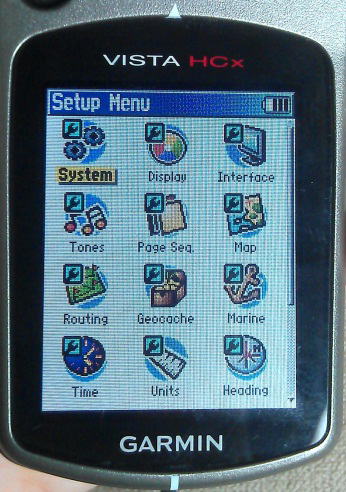 VISTA HCx
Setup Menu
System Display Interface
Tones Page Seq. Map
Routing Geocache Marine
Time Units Heading
GARMIN